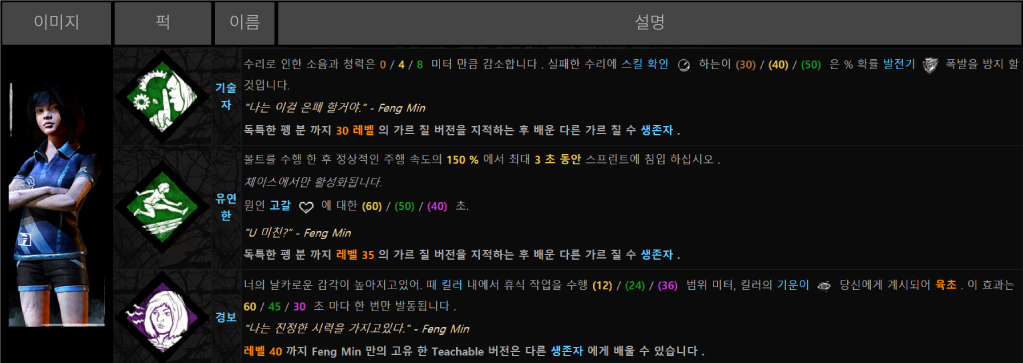 이미지 퍽 이름 설명
수리로 인한 소음과 청력은 0 / 4 / 8 미터 만큼 감소합니다 . 실패한 수리에 스킬 확인 하는이 (30) / (40) / (50) 은 % 확률 발전기 폭발을 방지 할
것입니다.
기술
자
"나는 이걸 은폐 할거야." - Feng Min
독특한 펭 분 까지 30 레벨 의 가르 칠 버전을 지적하는 후 배운 다른 가르 칠 수 생존자 .
볼트를 수행 한 후 정상적인 주행 속도의 150 % 에서 최대 3 초 동안 스프린트에 침입 하십시오 .
체이스에서만 활성화됩니다.
유연
한
원인 고갈 에 대한 (60) / (50) / (40) 초.
"U 미친?" - Feng Min
독특한 펭 분 까지 레벨 35 의 가르 칠 버전을 지적하는 후 배운 다른 가르 칠 수 생존자 .
너의 날카로운 감각이 높아지고있어. 때 킬러 내에서 휴식 작업을 수행 (12) / (24) / (36) 범위 미터, 킬러의 기운이 당신에게 계시되어 육초 . 이 효과는
60 / 45 / 30 초 마다 한 번만 발동됩니다 .
경보
"나는 진정한 시력을 가지고있다." - Feng Min
레벨 40 까지 Feng Min 만의 고유 한 Teachable 버전은 다른 생존자 에게 배울 수 있습니다 .